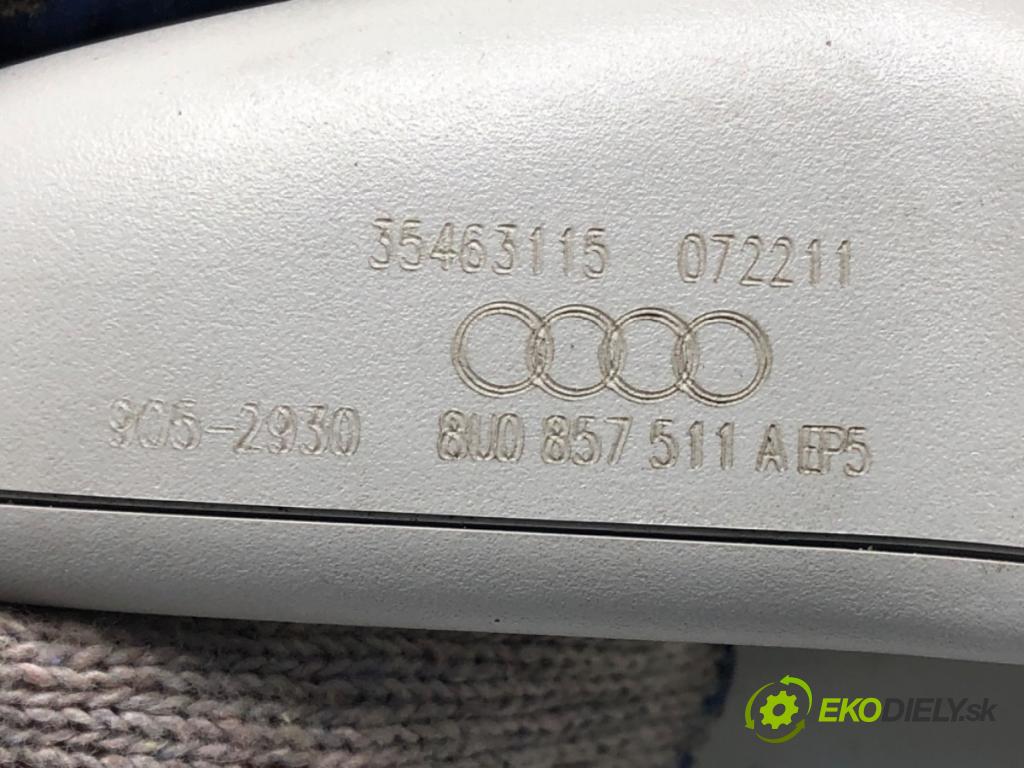 35463115 072211
905-2930 8U0 857 511 A EP5
EKODIELY.sk